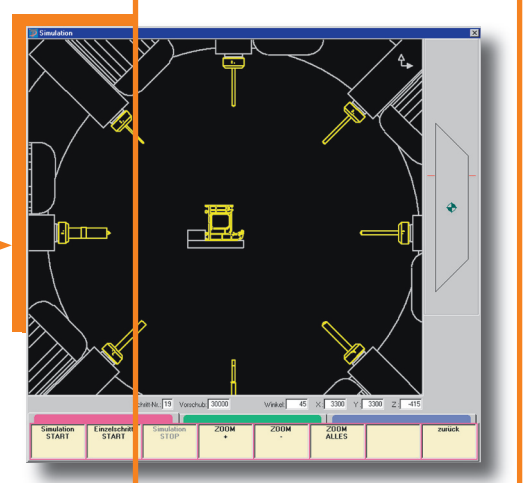 Simulation
hritt-Nr.: 19 Vorschub: 30000 Winkel: 45 X: 3300 Y: 3300 Z: -415
Simulation START Einzelschritt START Simulation STOP ZOOM + ZOOM - ZOOM ALLES zurück